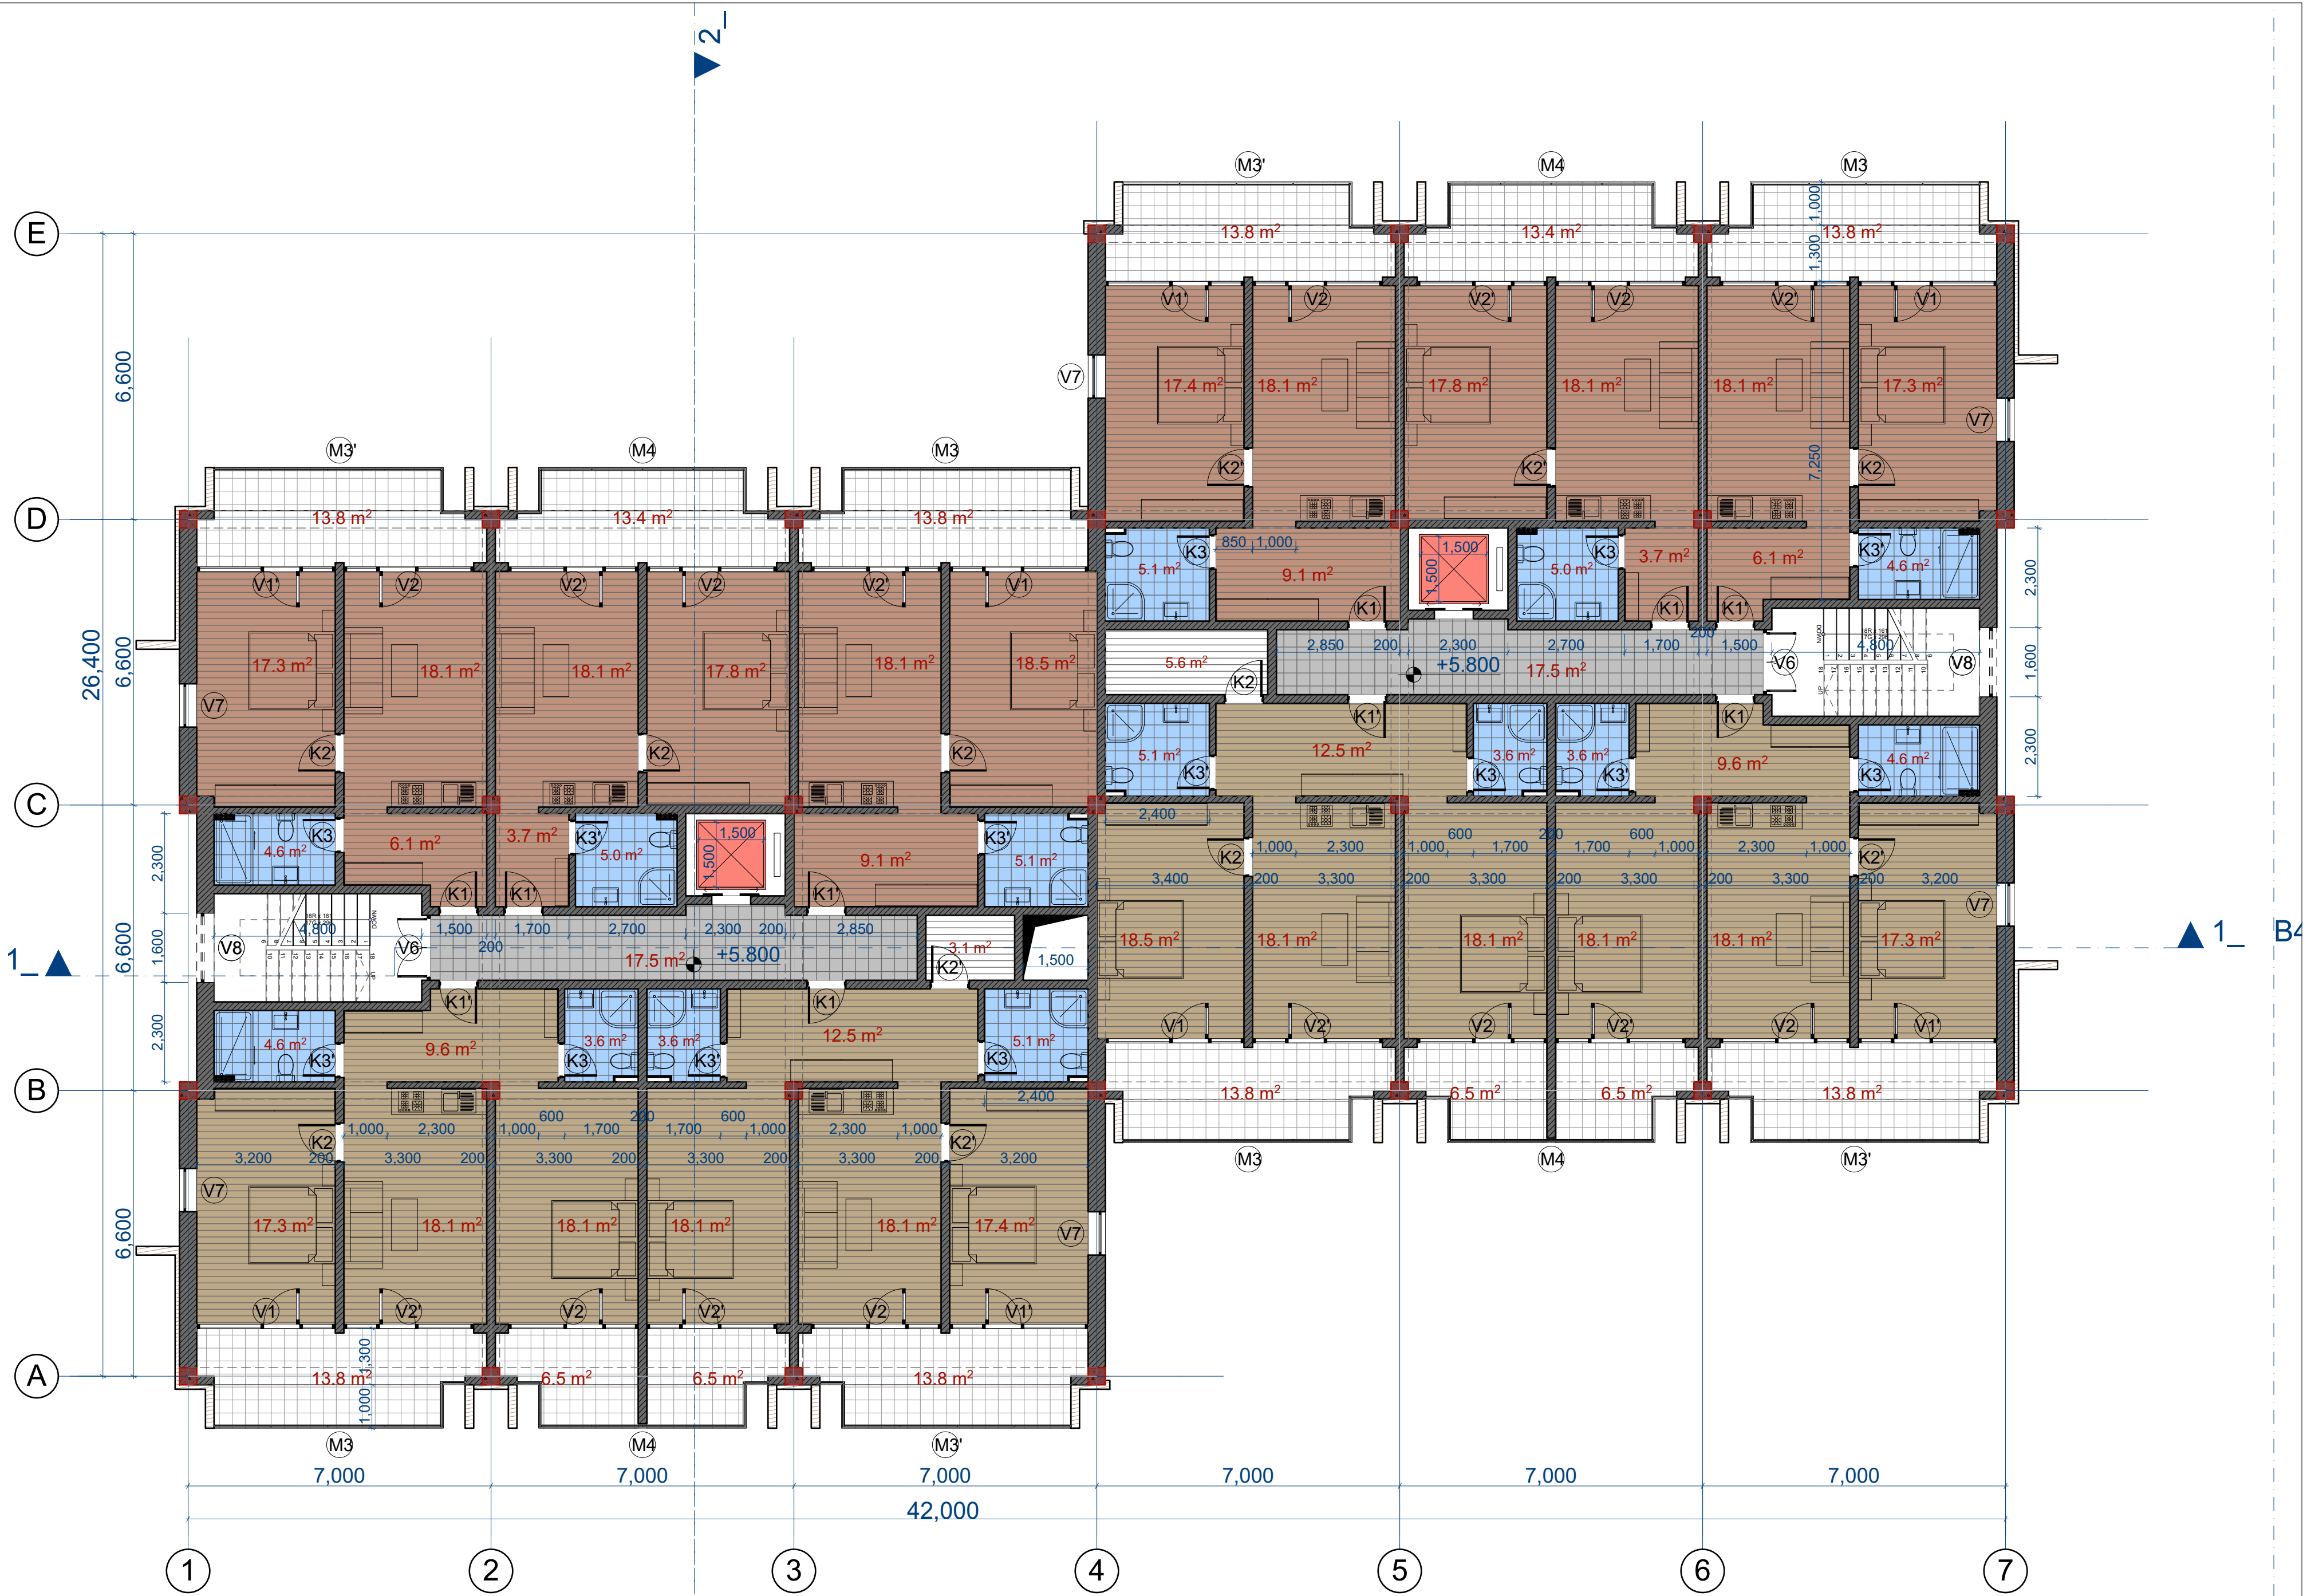 2_
M3' M4 M3
E
1,000
13.8 m² 13.4 m² 13.8 m²
1,300
V1' V2 V2' V2 V2' V1
6,600
V7
17.4 m² 18.1 m² 17.8 m² 18.1 m² 18.1 m² 17.3 m²
V7
M3' M4 M3
K2' K2' K2
7,250
D
13.8 m² 13.4 m² 13.8 m²
K3 850 1,000 1,500 K3 3.7 m² 6.1 m² K3'
5.1 m² 9.1 m² 1,500 5.0 m² 4.6 m²
2,300
V1' V2 V2' V2 V2' V1
K1 K1 K1'
26,400
6,600
17.3 m² 18.1 m² 18.1 m² 17.8 m² 18.1 m² 18.5 m²
2,850 200 2,300 2,700 1,700 200 1,500 4,800
DOWN
18R x 161
17G x 296
UP
5.6 m² +5.800 17.5 m² V6 V8
1,600
K2
V7
K1' K1
K2' K2 K2
5.1 m² 12.5 m² 3.6 m² 3.6 m² 9.6 m² 4.6 m²
K3' K3 K3' K3
2,300
C
2,400
K3 6.1 m² 3.7 m² K3' 1,500 K3'
4.6 m² 5.0 m² 1,500 9.1 m² 5.1 m²
2,300
600 200 600
K2 1,000 2,300 1,000 1,700 1,700 1,000 2,300 1,000 K2'
3,400 200 3,300 200 3,300 200 3,300 200 3,300 200 3,200
K1 K1' K1'
V7
18R x 161
17G x 296
DOWN
UP
V8 4,800 V6 1,500 200 1,700 2,700 2,300 200 2,850
6,600
1,600
17.5 m² +5.800 3.1 m² 1,500
K2'
18.5 m² 18.1 m² 18.1 m² 18.1 m² 18.1 m² 17.3 m²
1_ 1_ B4
K1' K1
V1 V2' V2 V2' V2 V1'
2,300
4.6 m² 9.6 m² 3.6 m² 3.6 m² 12.5 m² 5.1 m²
K3' K3 K3' K3
B
2,400
13.8 m² 6.5 m² 6.5 m² 13.8 m²
600 200 600
K2 1,000 2,300 1,000 1,700 1,700 1,000 2,300 1,000 K2'
3,200 200 3,300 200 3,300 200 3,300 200 3,300 200 3,200
M3 M4 M3'
V7
6,600
17.3 m² 18.1 m² 18.1 m² 18.1 m² 18.1 m² 17.4 m²
V7
V1 V2' V2 V2' V2 V1'
1,300
A
13.8 m² 6.5 m² 6.5 m² 13.8 m²
1,000
M3 M4 M3'
7,000 7,000 7,000 7,000 7,000 7,000
42,000
1 2 3 4 5 6 7